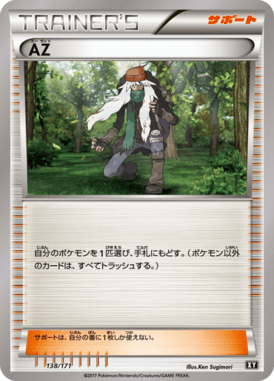 TRAINER'S
サポート
AZ
自分のポケモンを1匹選び、手札にもどす。(ポケモン以外
のカードは、すべてトラッシュする。)
サポートは、自分の番に1枚しか使えない。
138/171
Illus.Ken Sugimori
©2017 Pokémon/Nintendo/Creatures/GAME FREAK.
XY